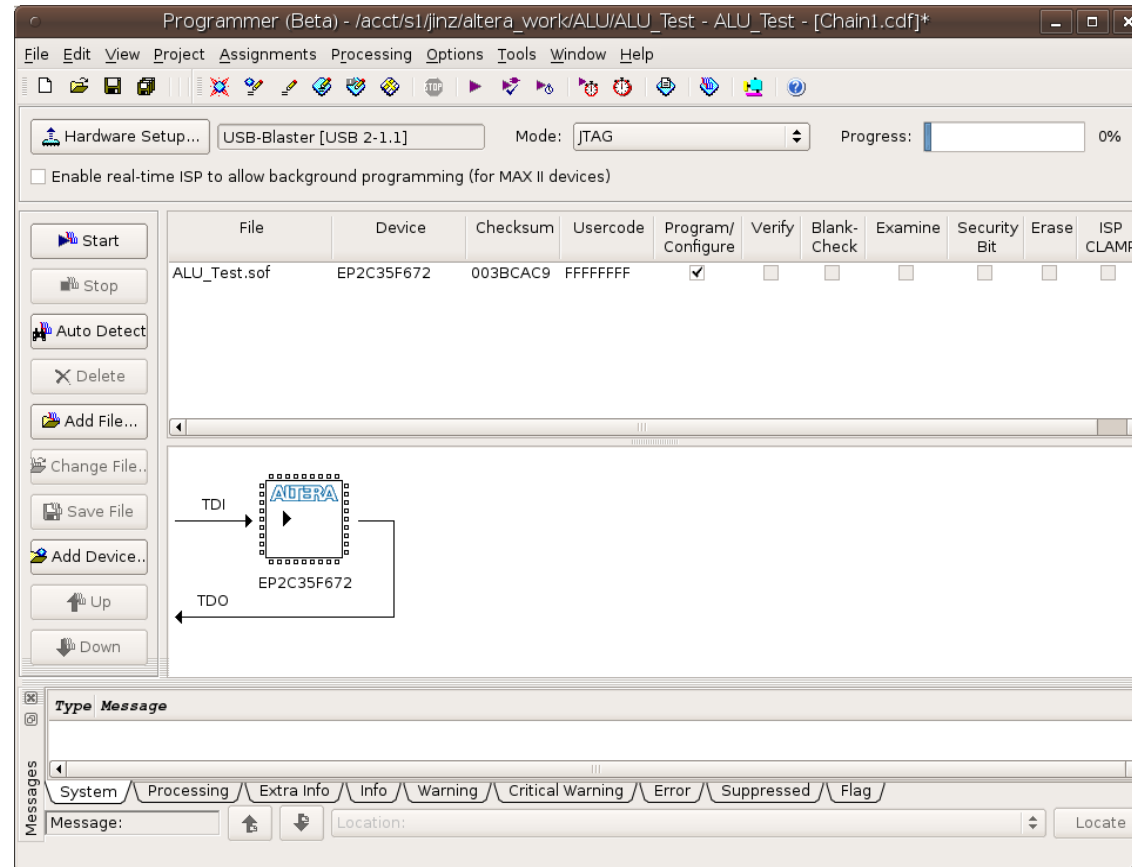 Programmer (Beta) - /acct/s1/jinz/altera_work/ALU/ALU_Test - ALU_Test - [Chain1.cdf]*
File Edit View Project Assignments Processing Options Tools Window Help
STOP
Hardware Setup... USB-Blaster [USB 2-1.1] Mode: JTAG Progress: 0%
Enable real-time ISP to allow background programming (for MAX II devices)
File Device Checksum Usercode Program/ Verify Blank- Examine Security Erase ISP
Configure Check Bit CLAMP
ALU_Test.sof EP2C35F672 003BCAC9 FFFFFFFF
Start
Stop
Auto Detect
Delete
Add File...
Change File..
Save File
Add Device..
Up
Down
ALTERA
TDI
EP2C35F672
TDO
Type Message
Messages
System Processing Extra Info Info Warning Critical Warning Error Suppressed Flag
Message: Location: Locate